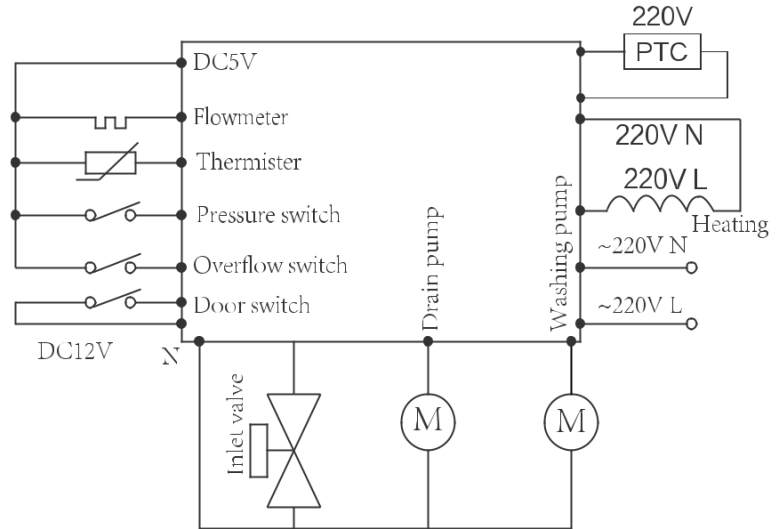 220V
PTC
DC5V
Flowmeter
Thermister
Pressure switch
Overflow switch
Door switch
DC12V
N
220V N
220V L
Heating
~220V N
~220V L
Drain pump
Washing pump
Inlet valve
M
M